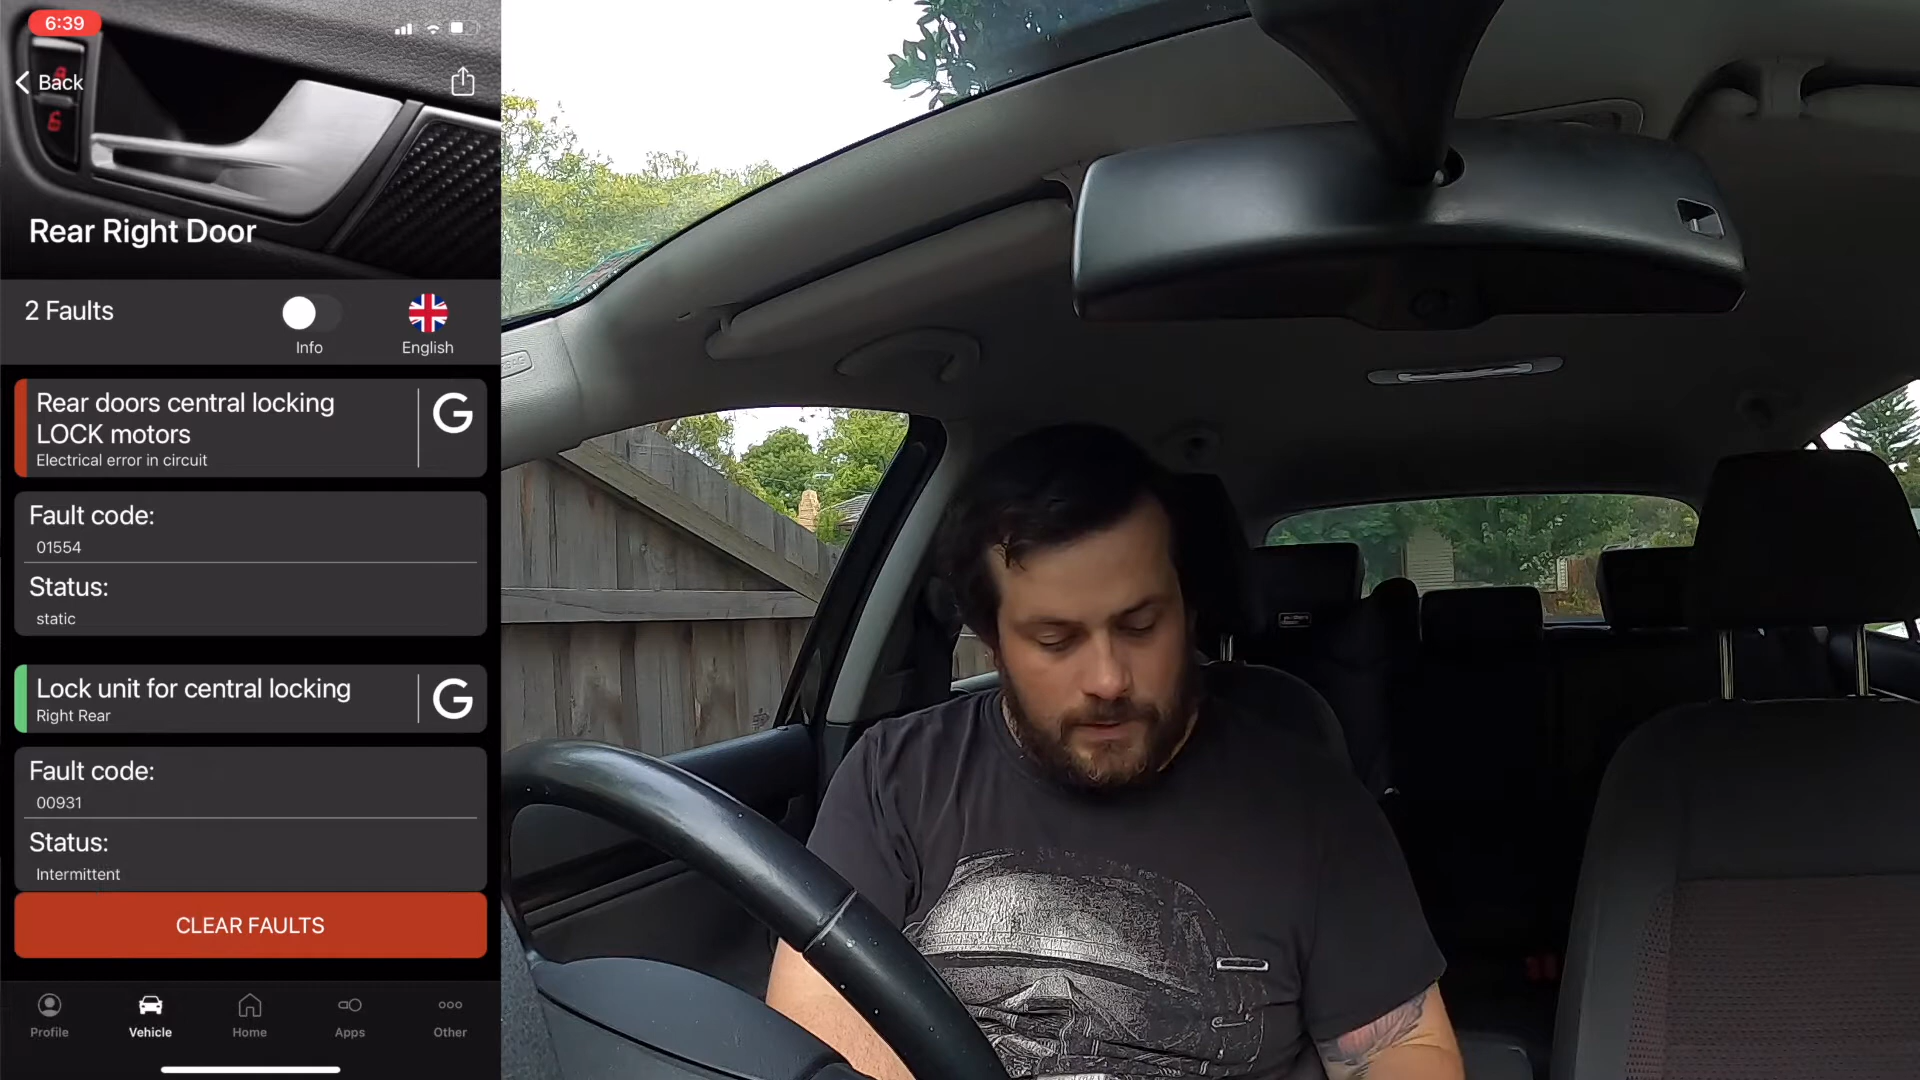 6:39
Back
6
Rear Right Door
2 Faults
Info
English
Rear doors central locking
LOCK motors
Electrical error in circuit
G
Fault code:
01554
Status:
static
Lock unit for central locking
Right Rear
G
Fault code:
00931
Status:
Intermittent
CLEAR FAULTS
Profile
Vehicle
Home
Apps
Other